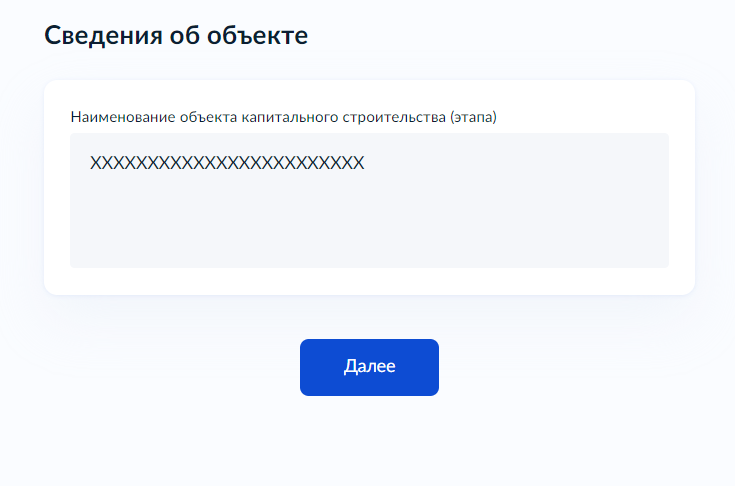 Сведения об объекте
Наименование объекта капитального строительства (этапа)
XXXXXXXXXXXXXXXXXXXXXXXX
Далее